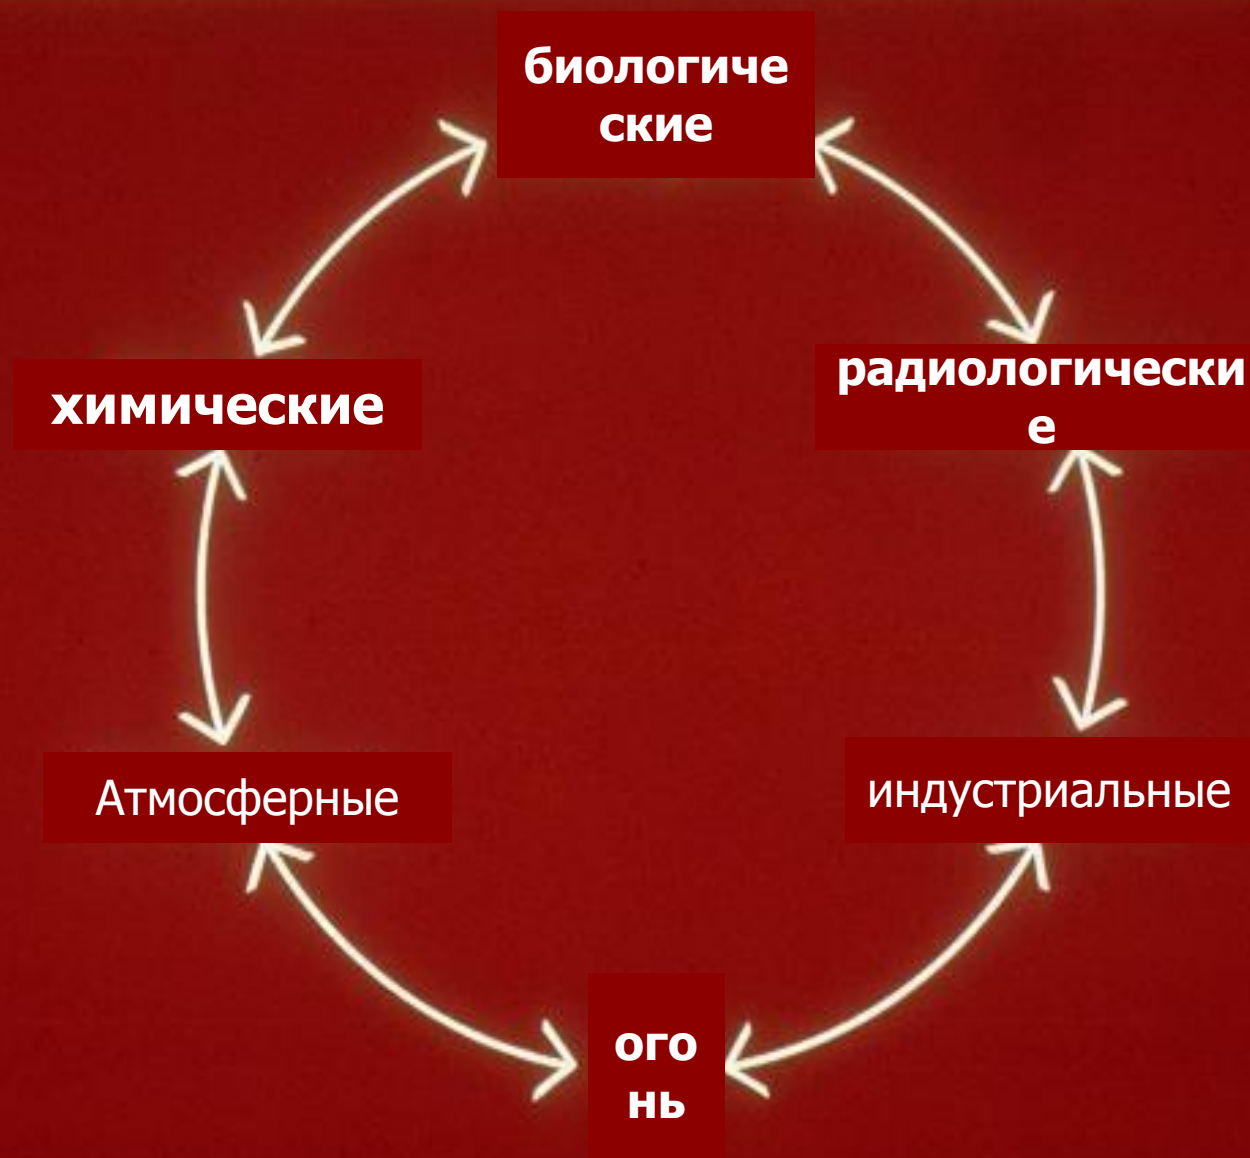 биологиче
ские
химические
радиологически
е
Атмосферные
индустриальные
ого
нь